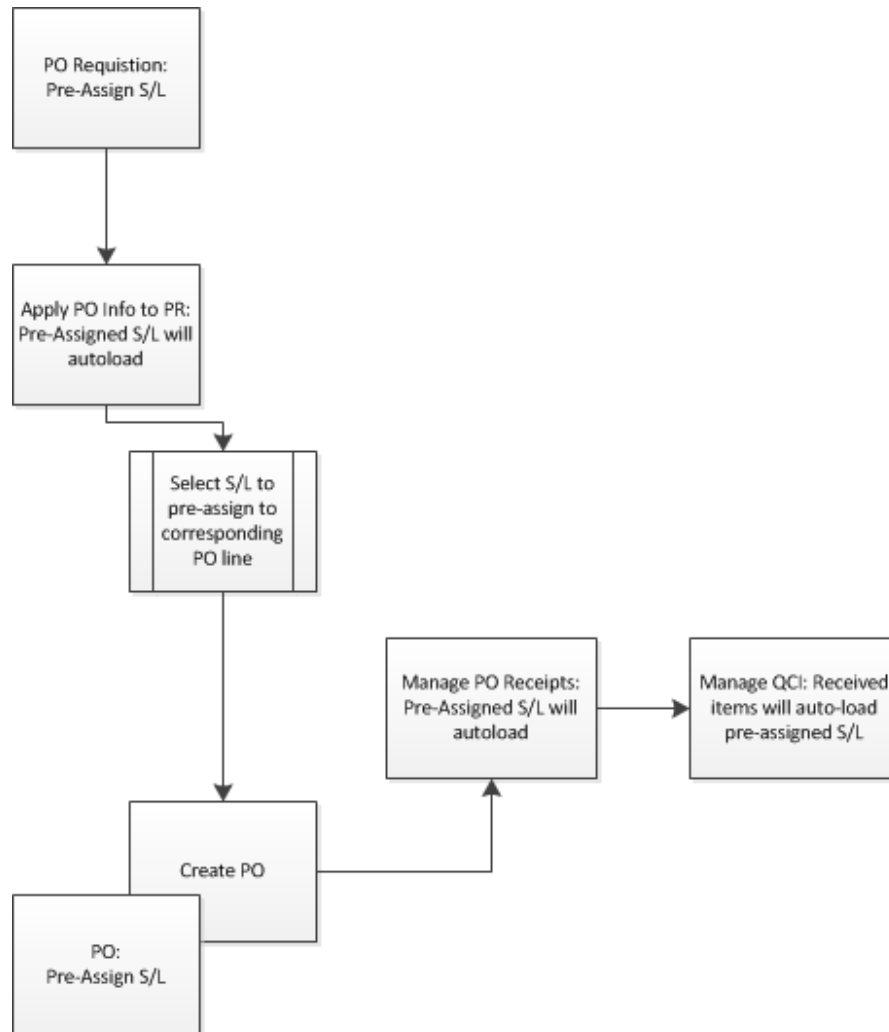 PO Requistion:
Pre-Assign S/L
Apply PO Info to PR:
Pre-Assigned S/L will
autoload
Select S/L to
pre-assign to
corresponding
PO line
Manage PO Receipts:
Pre-Assigned S/L will
autoload
Manage QCI: Received
items will auto-load
pre-assigned S/L
Create PO
PO:
Pre-Assign S/L